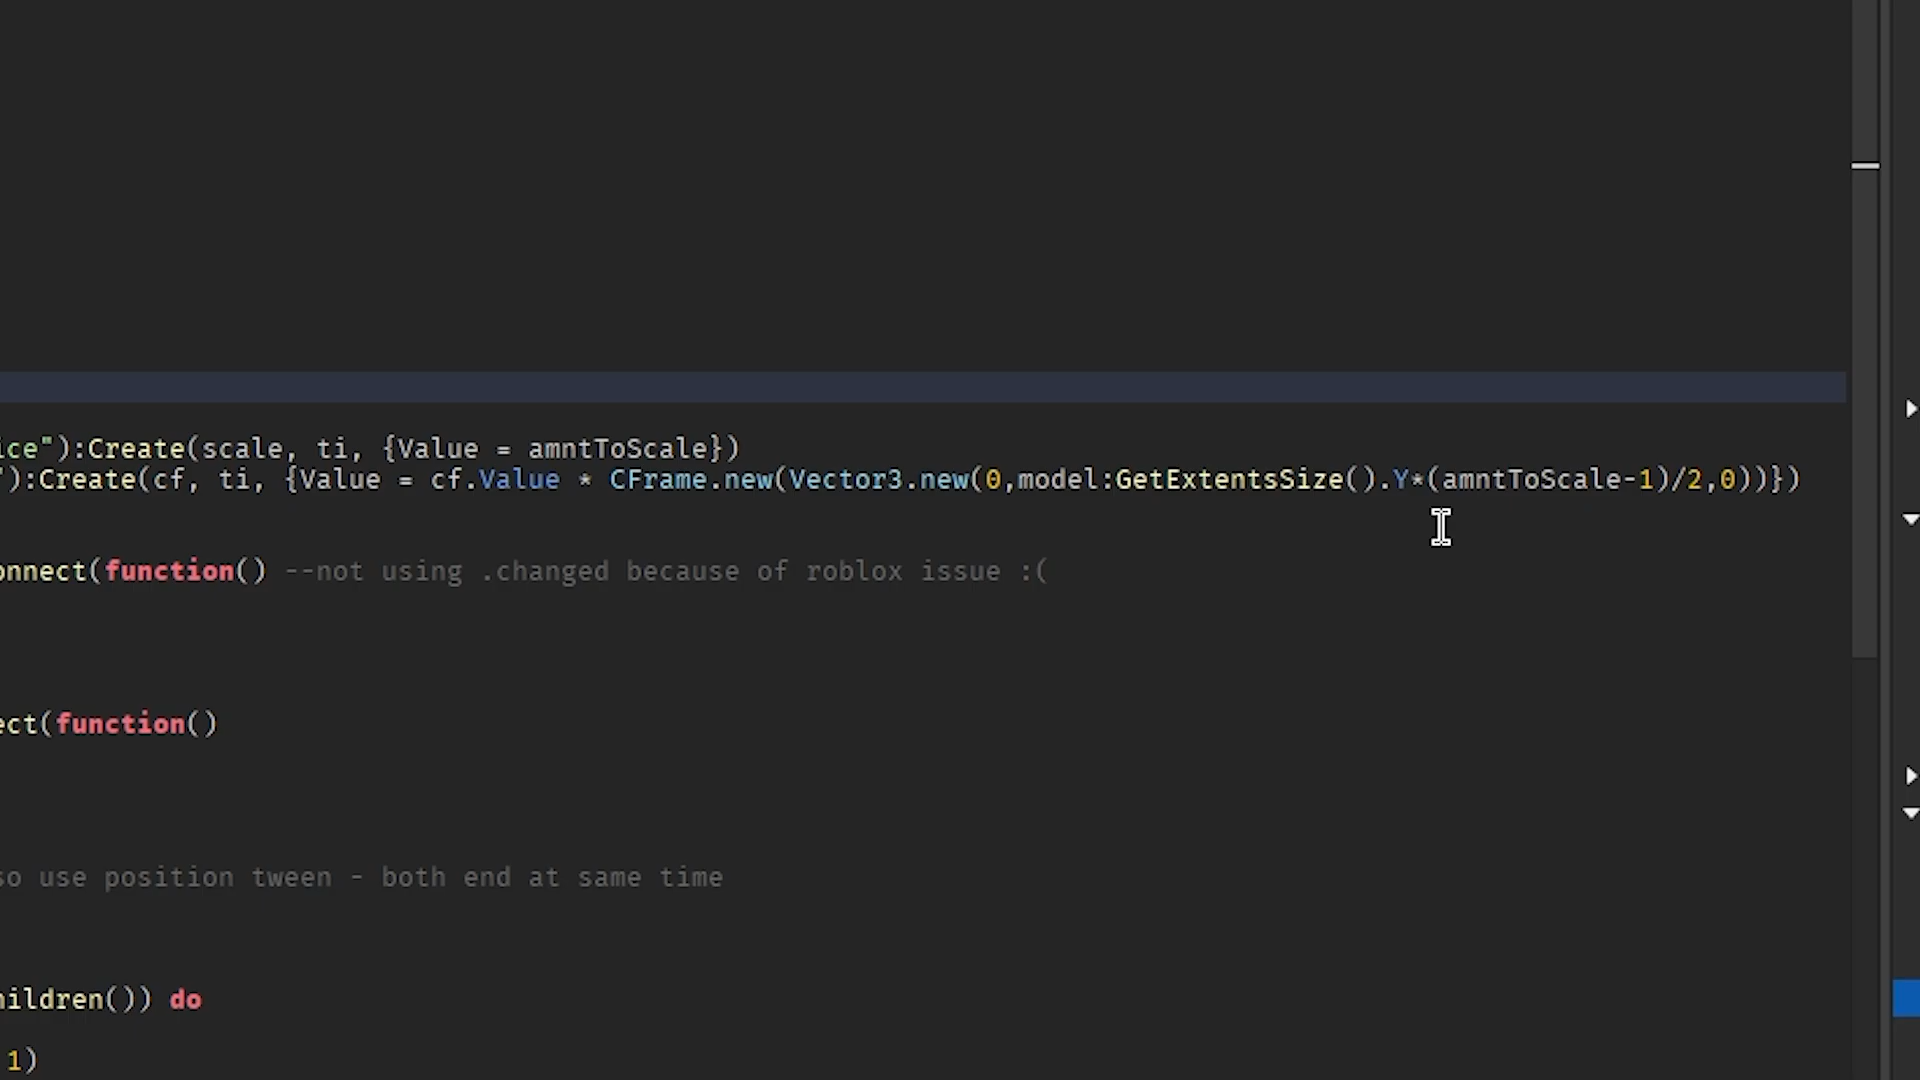 ice"):Create(scale, ti, {Value = amntToScale})
"):Create(cf, ti, {Value = cf.Value * CFrame.new(Vector3.new(0,model:GetExtentsSize().Y*(amntToScale-1)/2,0))})
onnect(function() --not using .changed because of roblox issue :(
ect(function()
so use position tween - both end at same time
hildren()) do
1)